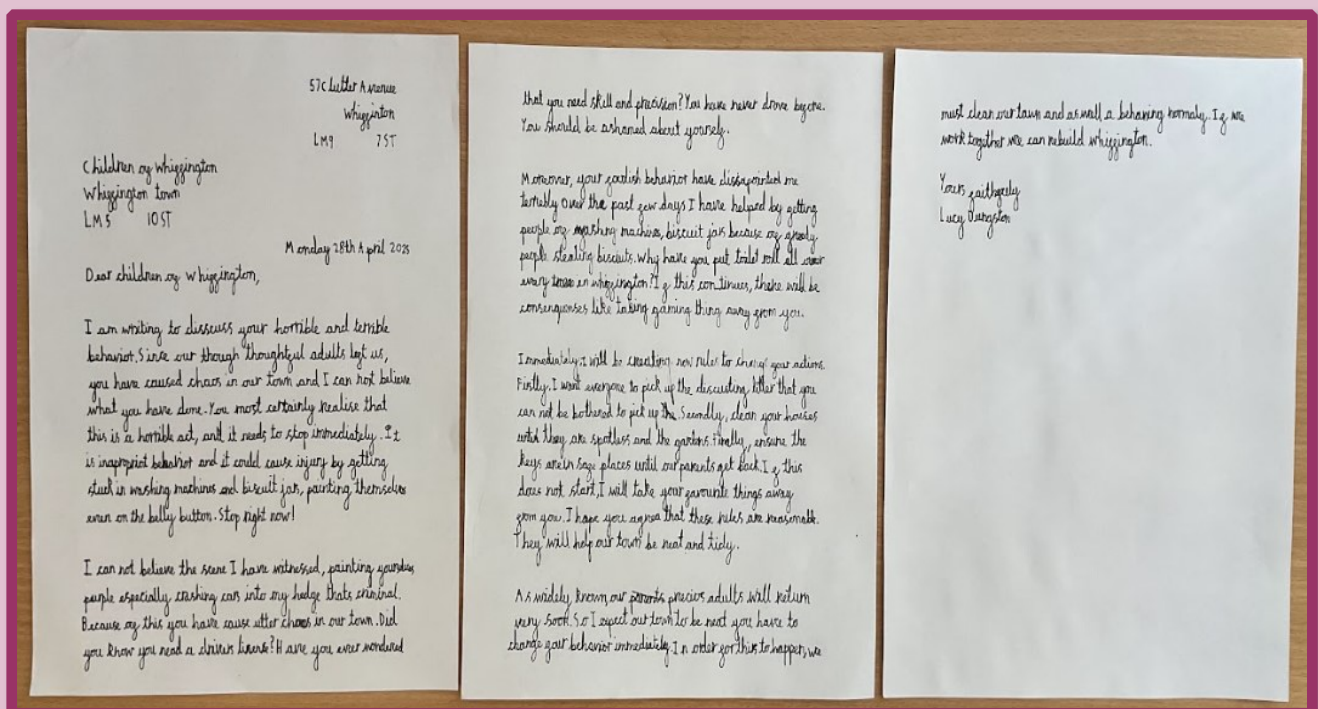 57c Lutter Avenue
Whiggington
LM9 7ST
Children of Whiggington
Whiggington town
LM5 10ST
Monday 28th April 2025
Dear children of Whiggington,
I am writing to disscuss your horrible and terrible
behavior. Since our though thoughtful adults left us,
you have caused chaos in our town and I can not believe
what you have done. You most certainly realise that
this is a horrible act, and it needs to stop immediately. It
is inapropriot behavior and it could cause injury by getting
stuck in washing machines and biscuit jars, painting, themselves
even on the belly button. Stop right now!
I can not believe the scene I have witnessed, painting
people especially crashing cars into my hedge thats criminal.
Because of this you have cause utter chaos in our town. Did
you know you need a drivers lisense? Have you ever wondered
that you need skill and precision? You have never drove before.
You should be ashamed about yourself.
Moreover, your foolish behavior have dissapointed me
terribly Over the past few days I have helped by getting
people of washing machines, biscuit jars because of greedy
people stealing biscuits. Why have you put toilet roll all over
every in whiggington? If this continues, there will be
consequenses like taking gaming thing away from you.
Immediately, I will be creating new rules to change your actions.
Firstly, I want everyone to pick up the descusting litter that you
can not be bothered to pick up. Secondly, clean your houses
until they are spotless and the gardens. Finally, ensure the
keys are in safe places until our parents get back. If this
does not start, I will take your favourite things away
from you. I hope you agree that these rules are reasonable.
They will help our town be neat and tidy.
As widely known our parents precius adults will return
very soon. So I expect our town to be neat you have to
change your behavior immediately. In order for this to happen, we
must clean our town and as well a behaving normaly. If we
work together we can rebuild whiggington.
Yours faithfully
Lucy Dungston